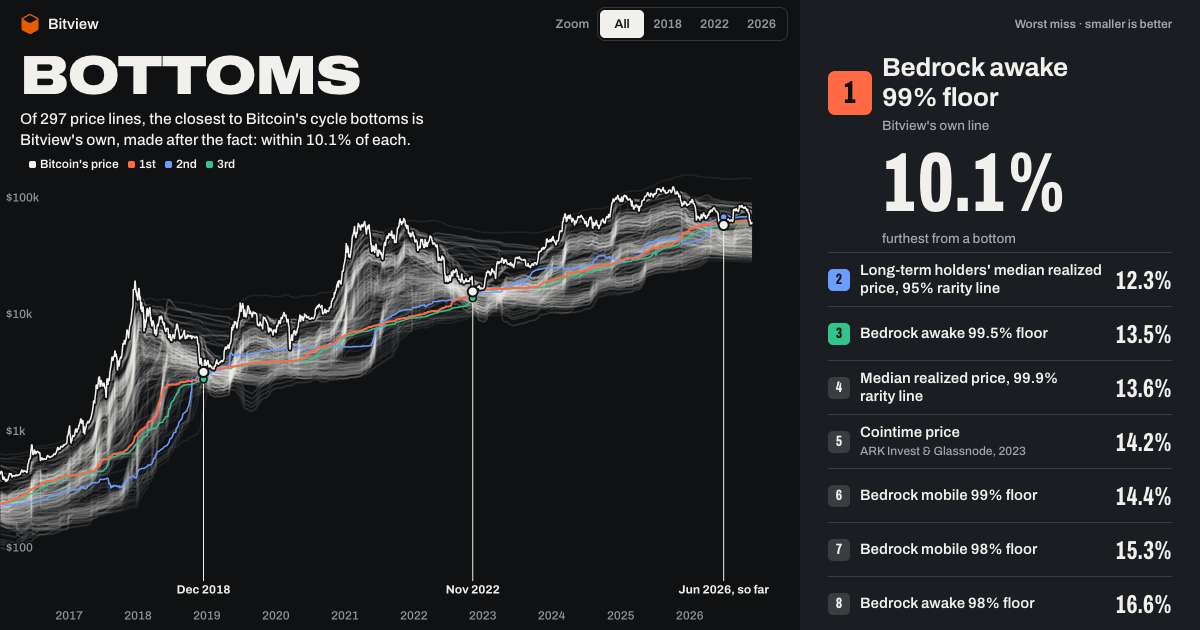 Bitview
Zoom
All
2018
2022
2026
BOTTOMS
Of 297 price lines, the closest to Bitcoin's cycle bottoms is
Bitview's own, made after the fact: within 10.1% of each.
Bitcoin's price
1st
2nd
3rd
$100k
$10k
$1k
$100
Dec 2018
Nov 2022
Jun 2026, so far
2017
2018
2019
2020
2021
2022
2023
2024
2025
2026
Worst miss · smaller is better
1
Bedrock awake
99% floor
Bitview's own line
10.1%
furthest from a bottom
2
Long-term holders' median realized
price, 95% rarity line
12.3%
3
Bedrock awake 99.5% floor
13.5%
4
Median realized price, 99.9%
rarity line
13.6%
5
Cointime price
ARK Invest & Glassnode, 2023
14.2%
6
Bedrock mobile 99% floor
14.4%
7
Bedrock mobile 98% floor
15.3%
8
Bedrock awake 98% floor
16.6%